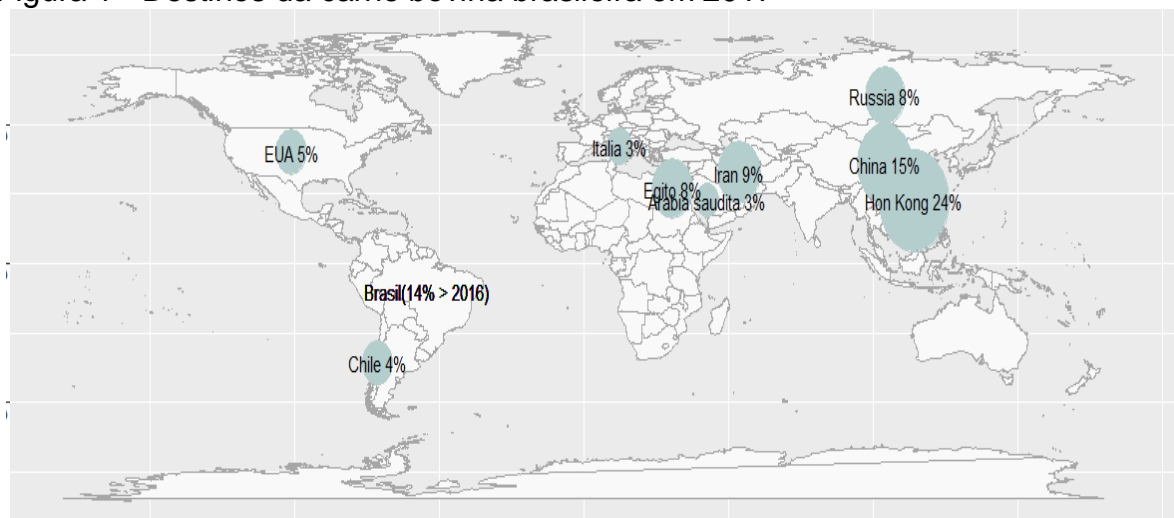 Russia 8%
EUA 5%
Itália 3%
China 15%
Iran 9%
Egito 8%
Arabia saudita 3%
Hon Kong 24%
Brasil(14% > 2016)
Chile 4%